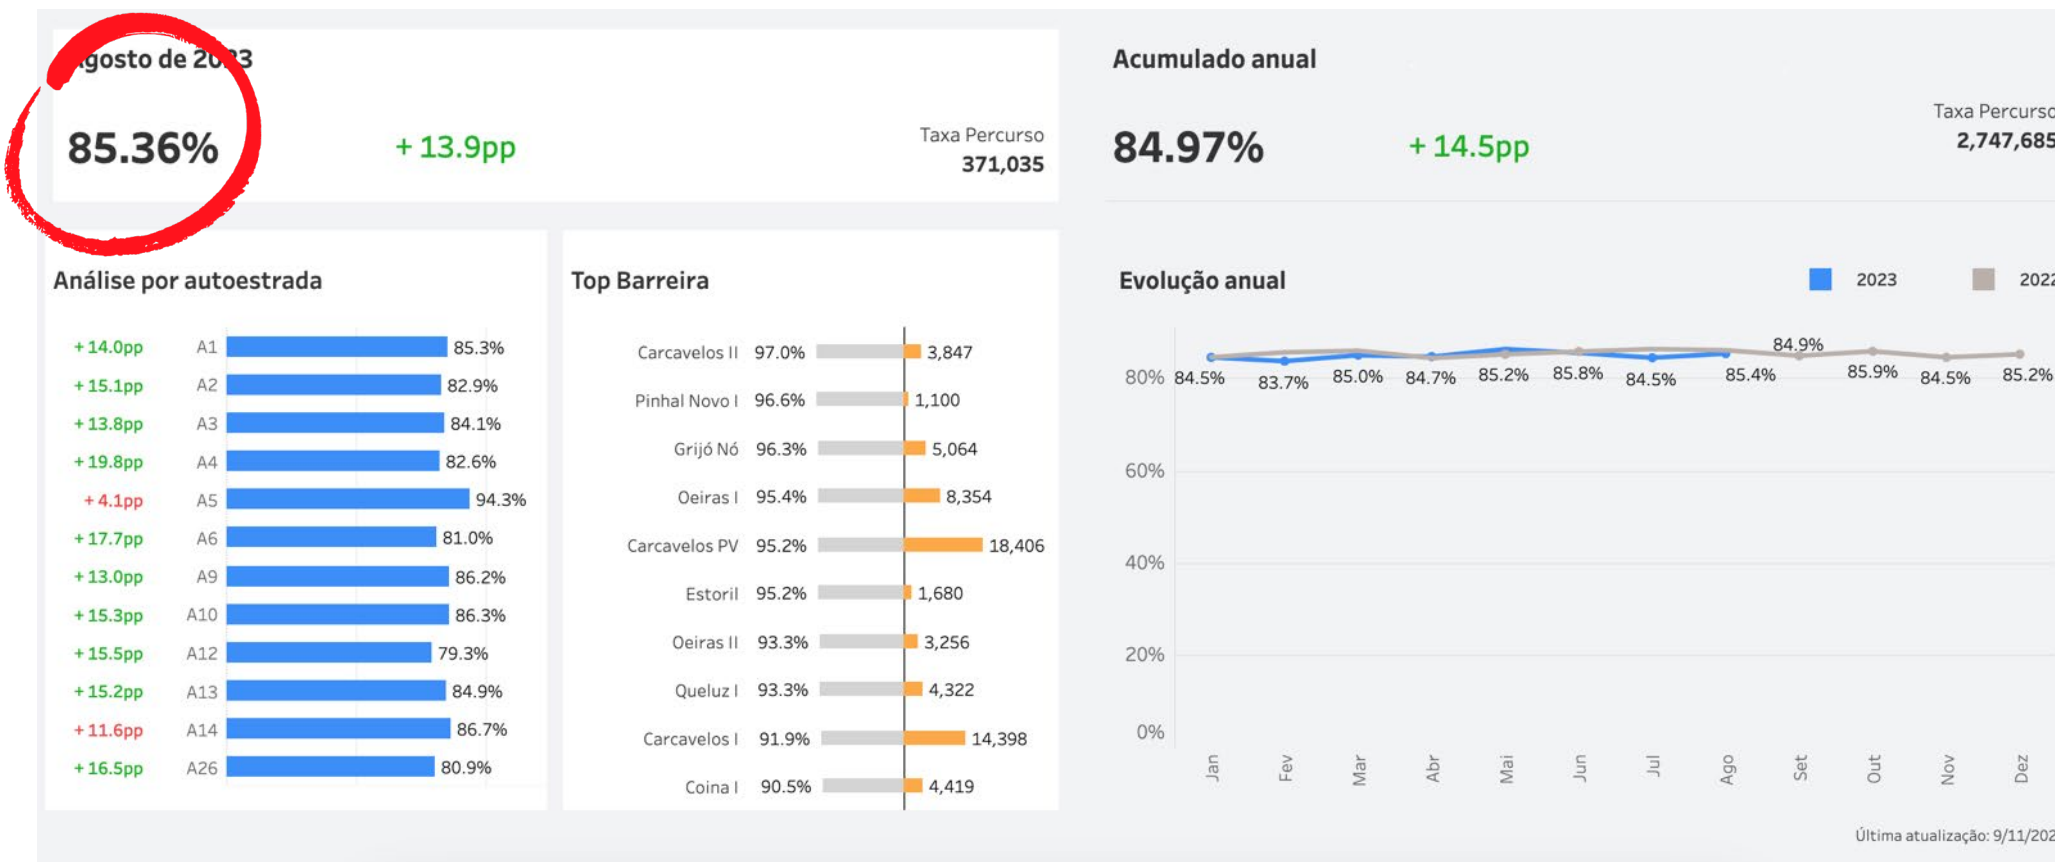 gosto de 2023
85.36%
+ 13.9pp
Taxa Percurso
371,035
Acumulado anual
84.97%
+ 14.5pp
Taxa Percurso
2,747,685
Análise por autoestrada
+ 14.0pp A1 85.3%
+ 15.1pp A2 82.9%
+ 13.8pp A3 84.1%
+ 19.8pp A4 82.6%
+ 4.1pp A5 94.3%
+ 17.7pp A6 81.0%
+ 13.0pp A9 86.2%
+ 15.3pp A10 86.3%
+ 15.5pp A12 79.3%
+ 15.2pp A13 84.9%
+ 11.6pp A14 86.7%
+ 16.5pp A26 80.9%
Top Barreira
Carcavelos II 97.0% 3,847
Pinhal Novo I 96.6% 1,100
Grijó Nó 96.3% 5,064
Oeiras I 95.4% 8,354
Carcavelos PV 95.2% 18,406
Estoril 95.2% 1,680
Oeiras II 93.3% 3,256
Queluz I 93.3% 4,322
Carcavelos I 91.9% 14,398
Coina I 90.5% 4,419
Evolução anual
2023 2022
80% 84.5% 83.7% 85.0% 84.7% 85.2% 85.8% 84.5% 85.4% 84.9% 85.9% 84.5% 85.2%
60%
40%
20%
0%
Jan Fev Mar Abr Mai Jun Jul Ago Set Out Nov Dez
Última atualização: 9/11/202